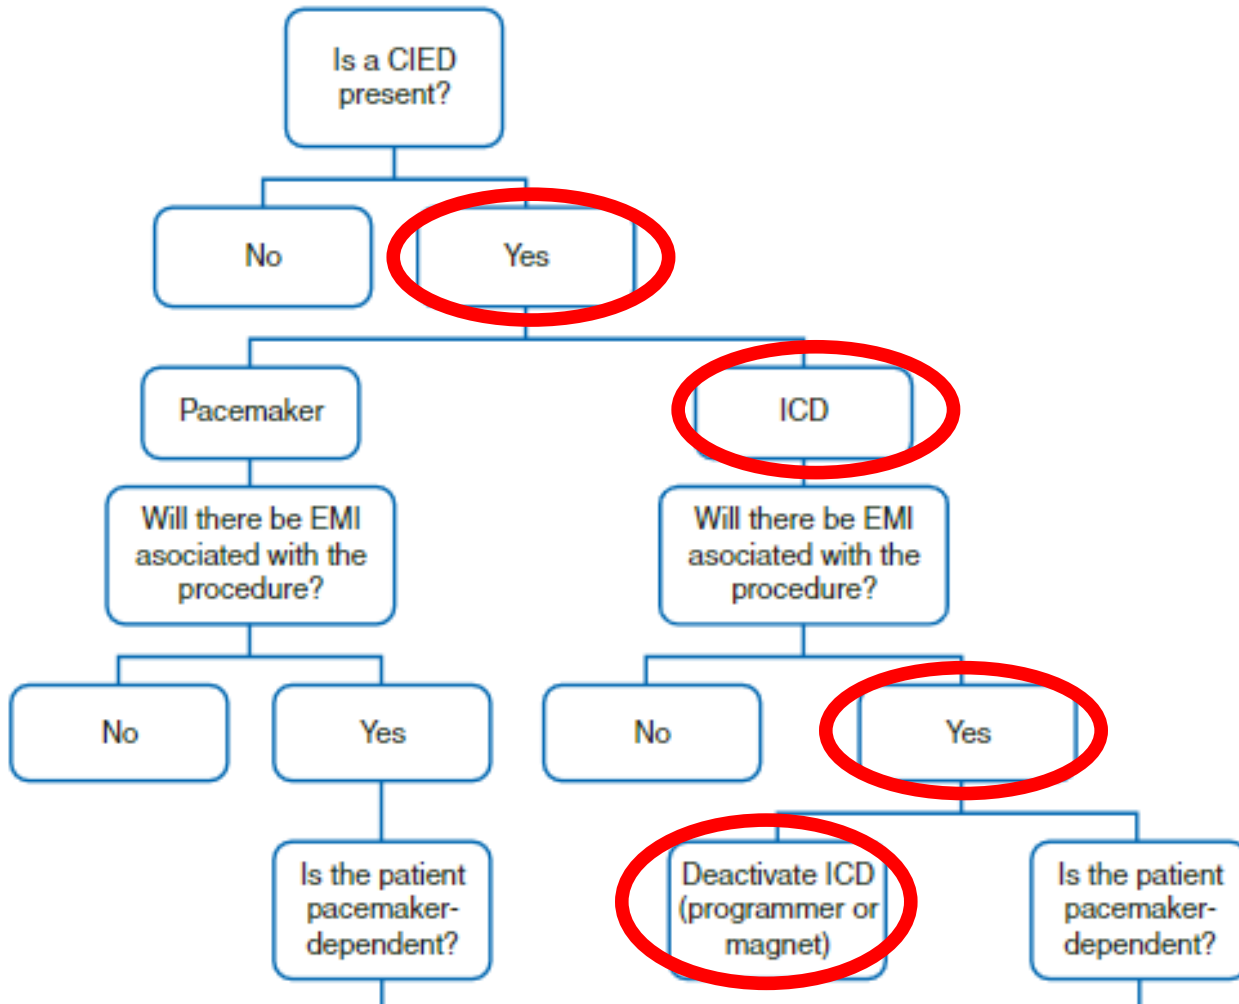 Is a CIED
present?
No
Yes
Pacemaker
ICD
Will there be EMI
asociated with the
procedure?
Will there be EMI
asociated with the
procedure?
No
Yes
No
Yes
Is the patient
pacemaker-
dependent?
Deactivate ICD
(programmer or
magnet)
Is the patient
pacemaker-
dependent?